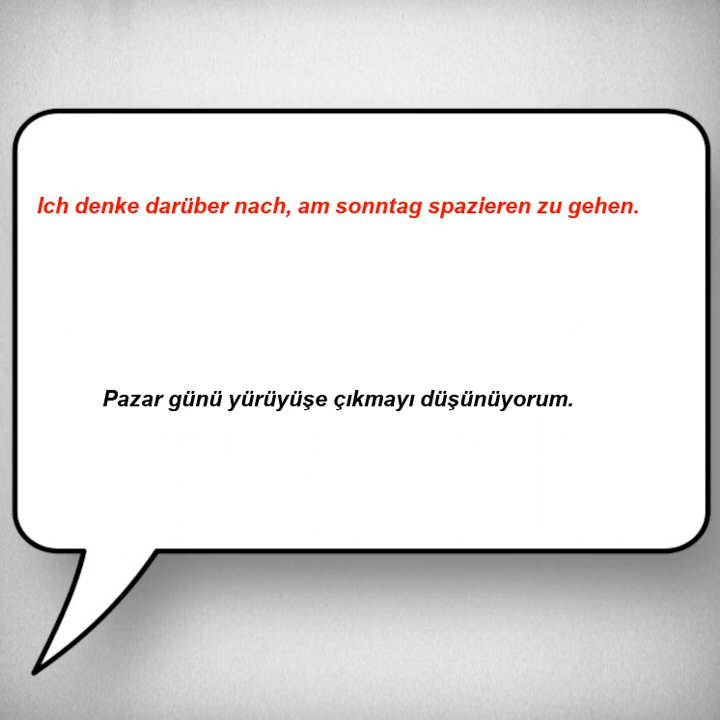 Ich denke darüber nach, am sonntag spazieren zu gehen.
Pazar günü yürüyüşe çıkmayı düşünüyorum.